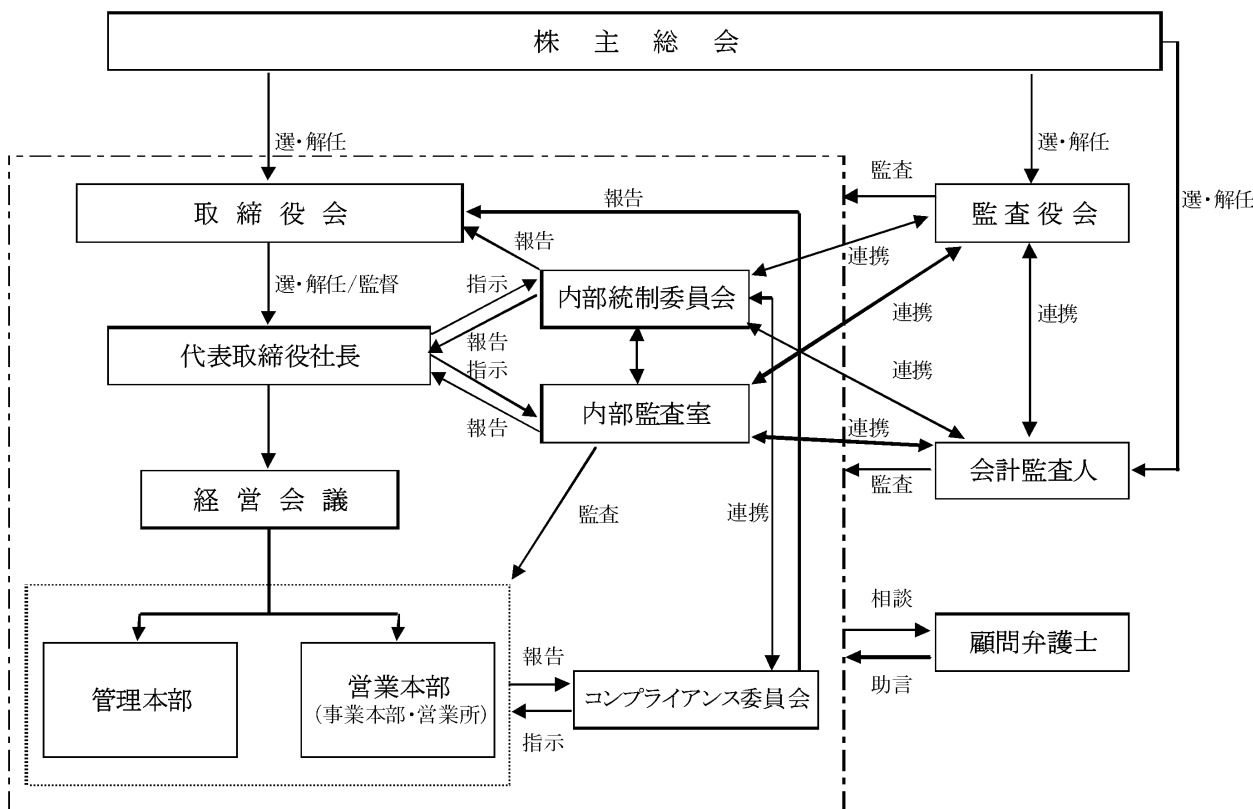 株 主 総 会
選・解任
選・解任
選・解任
監査
取 締 役 会
報告
監 査 役 会
報告
連携
選・解任/監督
指示
内部統制委員会
連携
連携
代表取締役社長
報告
指示
連携
内部監査室
報告
連携
会計監査人
監査
経 営 会 議
監査
連携
相談
顧問弁護士
助言
管理本部
営業本部
(事業本部・営業所)
報告
コンプライアンス委員会
指示